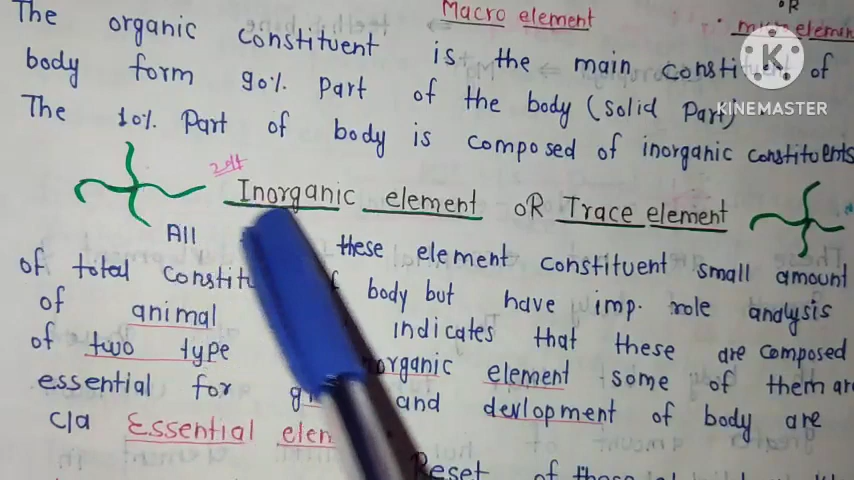 OR
Macro element
The organic constituent is the main constituent of
body form 90% Part of the body (solid Part)
KINEMASTER
The 10% Part of body is composed of inorganic constituents
Inorganic element OR Trace element
All these element constituent small amount
of total body but have imp. role analysis
of animal indicates that these are composed
of two type element some of them are
essential for and devlopment of body are
c/a Essential
Reset of